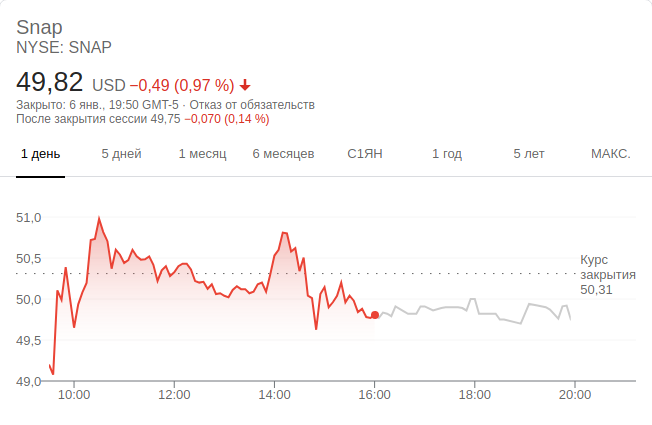 Snap
NYSE: SNAP
49,82 USD −0,49 (0,97 %)
Закрыто: 6 янв., 19:50 GMT-5 · Отказ от обязательств
После закрытия сессии 49,75 −0,070 (0,14 %)
1 день 5 дней 1 месяц 6 месяцев С1ЯН 1 год 5 лет МАКС.
51,0
50,5
50,0
49,5
49,0
Курс
закрытия
50,31
10:00 12:00 14:00 16:00 18:00 20:00